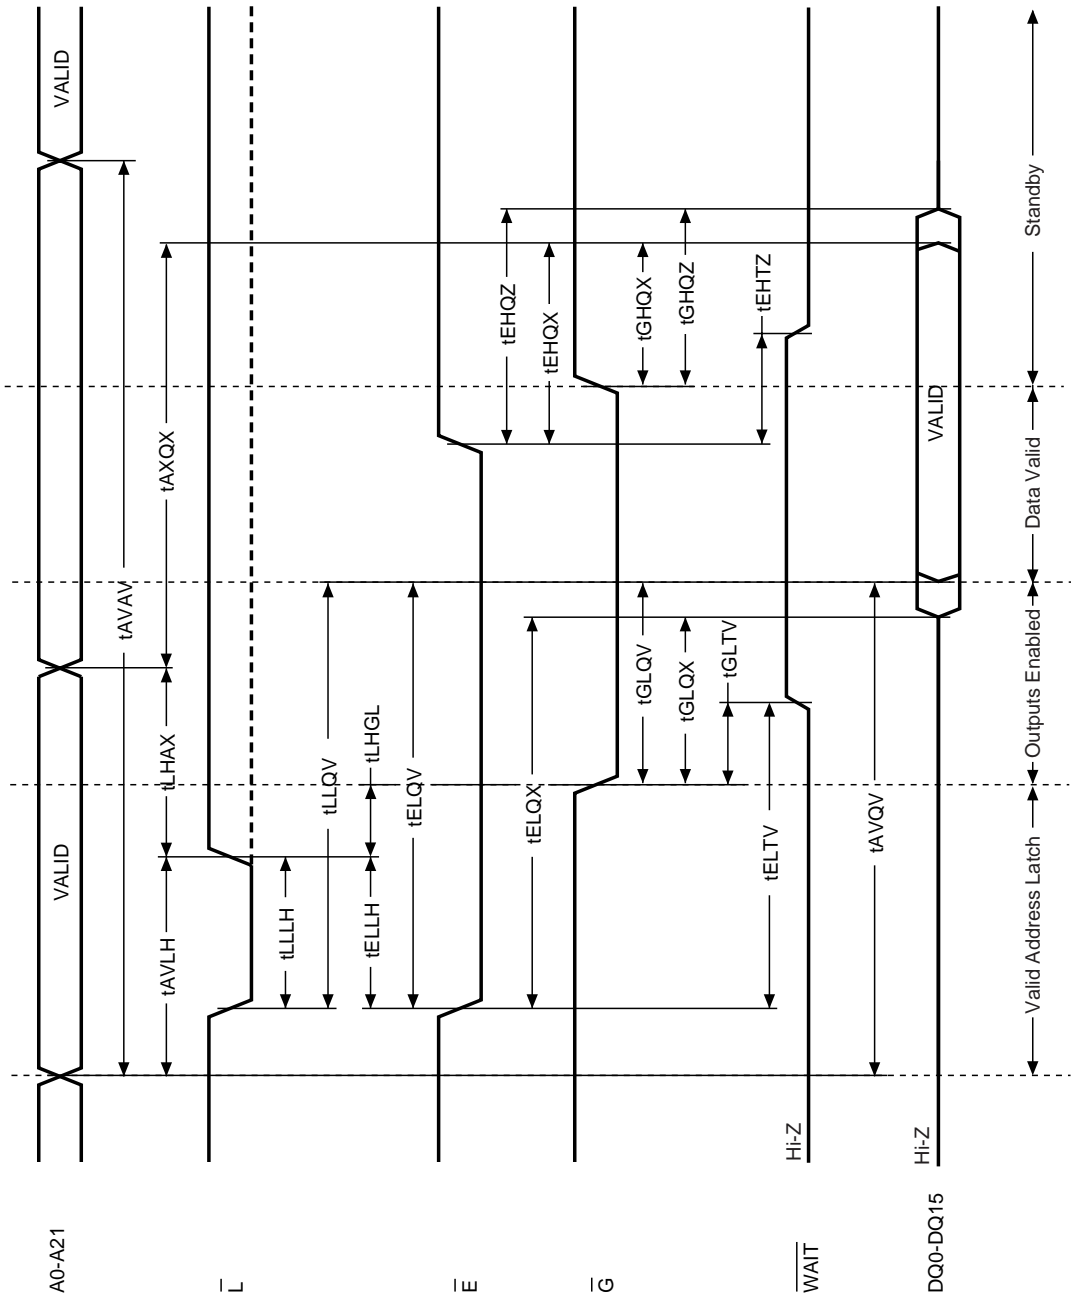 A0-A21
VALID
VALID
tAVAV
tAVLH
tLHAX
tAXQX
L
tLLLH
tLLQV
tELLH
tLHGL
tELQV
E
tEHQZ
tELQX
tEHQX
G
tGLQV
tGHQX
tGLQX
tGHQZ
tGLTV
tELTV
tEHTZ
WAIT
Hi-Z
tAVQV
DQ0-DQ15
Hi-Z
VALID
Valid Address Latch
Outputs Enabled
Data Valid
Standby